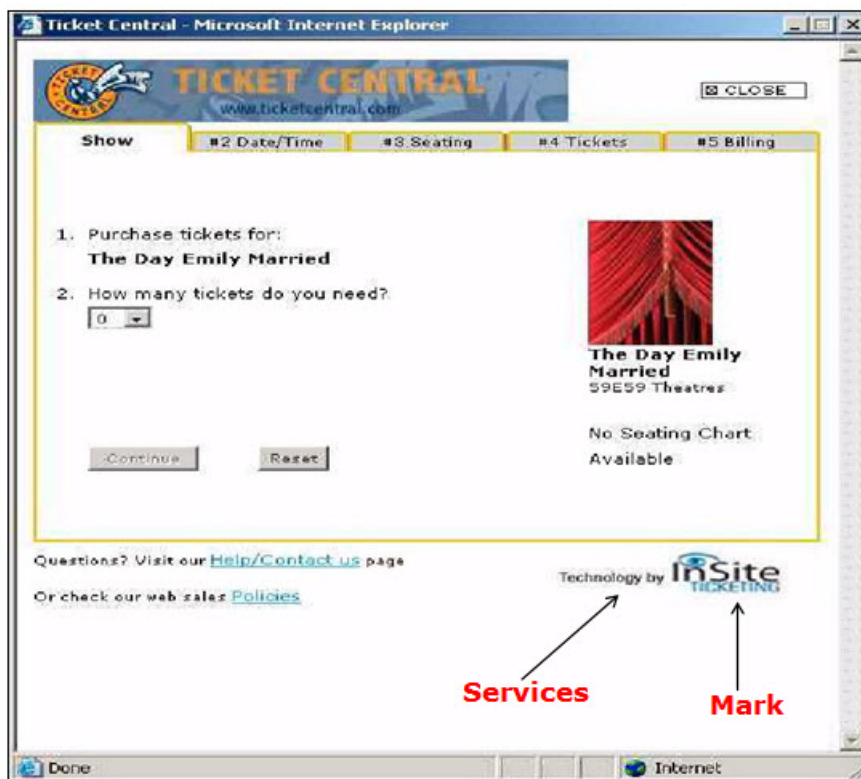 Ticket Central - Microsoft Internet Explorer
TICKET CENTRAL
TICKET CENTRAL
www.ticketcentral.com
CLOSE
Show #2 Date/Time #3 Seating #4 Tickets #5 Billing
1. Purchase tickets for:
The Day Emily Married
2. How many tickets do you need?
0
The Day Emily
Married
59E59 Theatres
No Seating Chart
Available
Continue Reset
Questions? Visit our Help/Contact us page
Or check our web sales Policies
Technology by InSite
TICKETING
Services
Mark
Done Internet